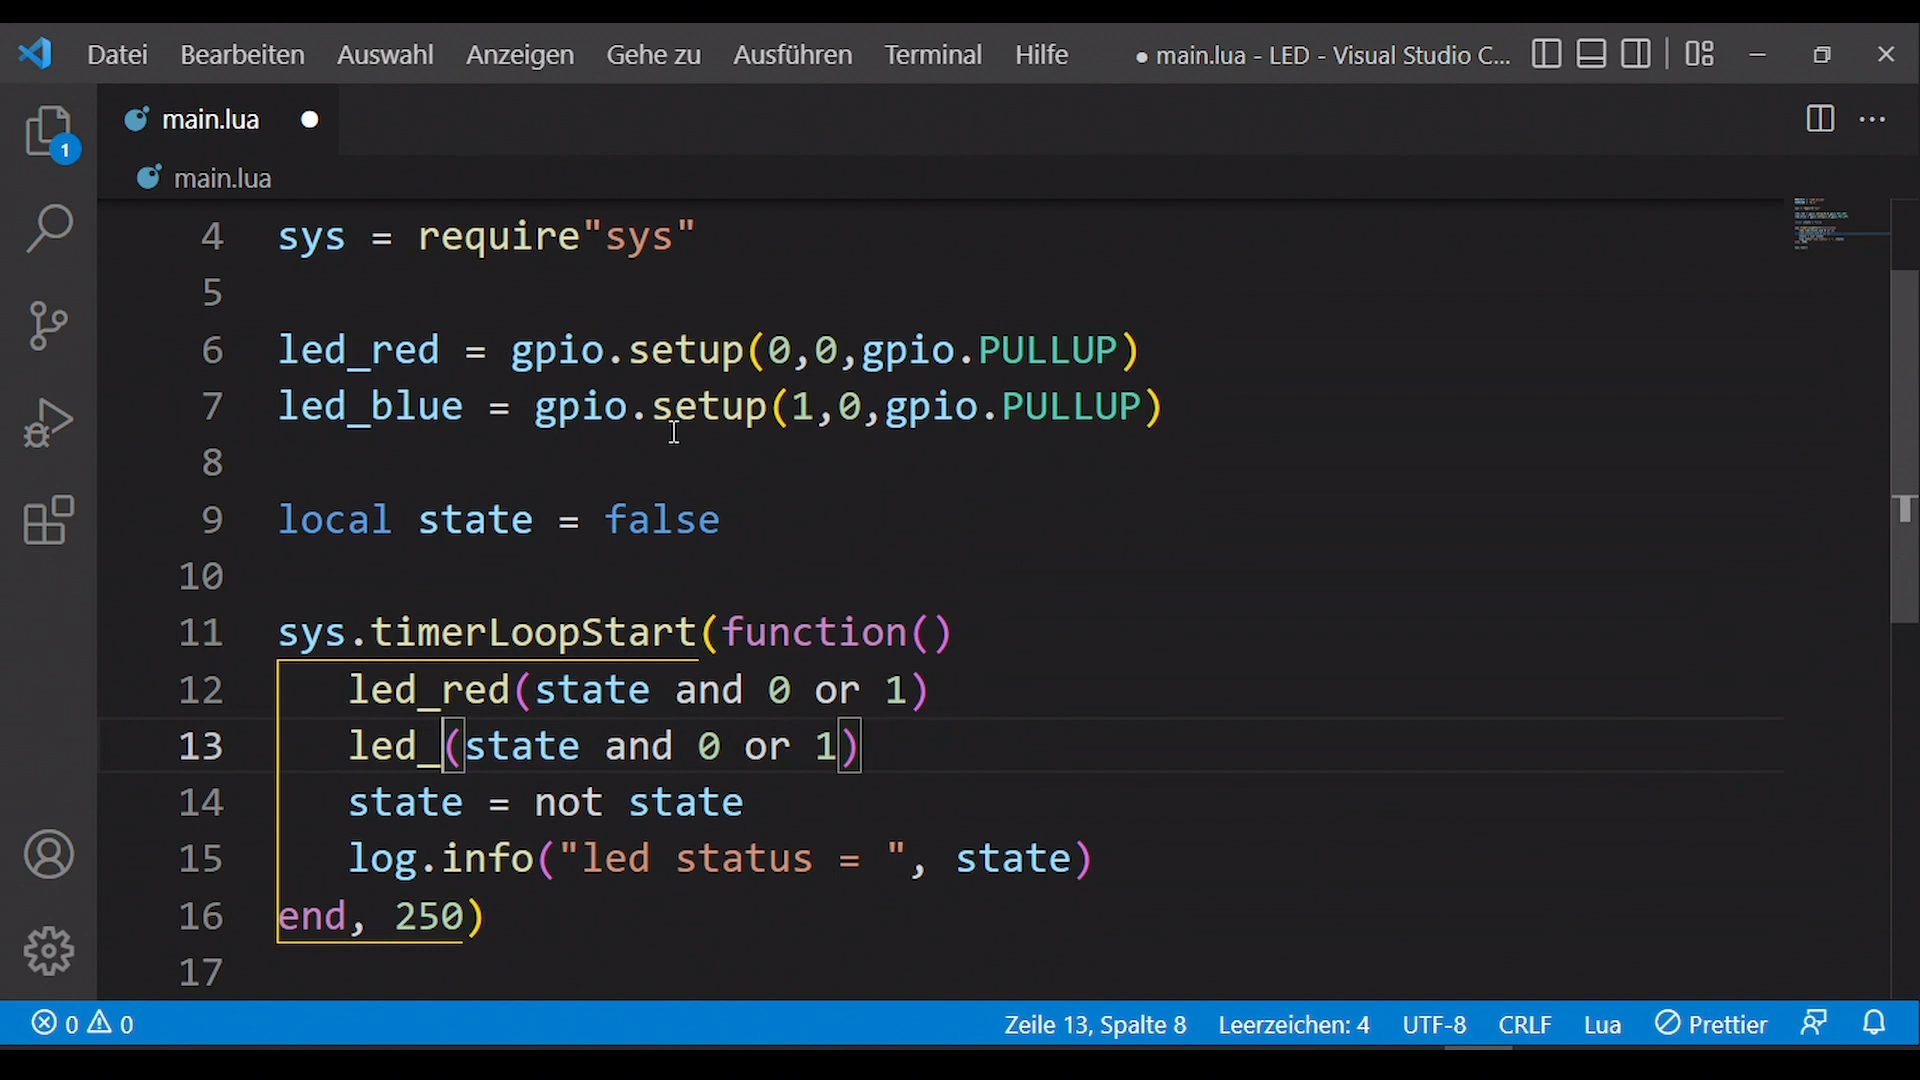 Datei Bearbeiten Auswahl Anzeigen Gehe zu Ausführen Terminal Hilfe ● main.lua - LED - Visual Studio C...
main.lua
1
main.lua
4 sys = require"sys"
5
6 led_red = gpio.setup(0,0,gpio.PULLUP)
7 led_blue = gpio.setup(1,0,gpio.PULLUP)
8
9 local state = false
10
11 sys.timerLoopStart(function()
12 led_red(state and 0 or 1)
13 led_(state and 0 or 1)
14 state = not state
15 log.info("led status = ", state)
16 end, 250)
17
0 0 Zeile 13, Spalte 8 Leerzeichen: 4 UTF-8 CRLF Lua Prettier